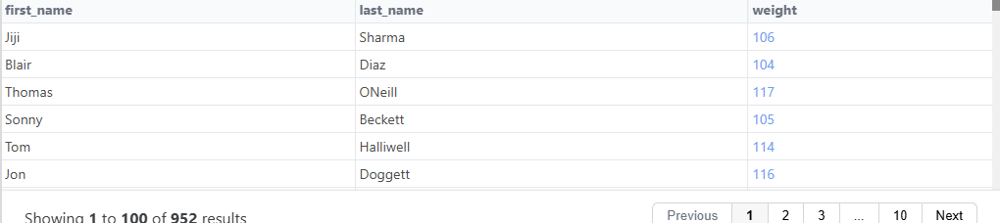 first_name last_name weight
Jiji Sharma 106
Blair Diaz 104
Thomas ONeill 117
Sonny Beckett 105
Tom Halliwell 114
Jon Doggett 116
Showing 1 to 100 of 952 results Previous 1 2 3 ... 10 Next